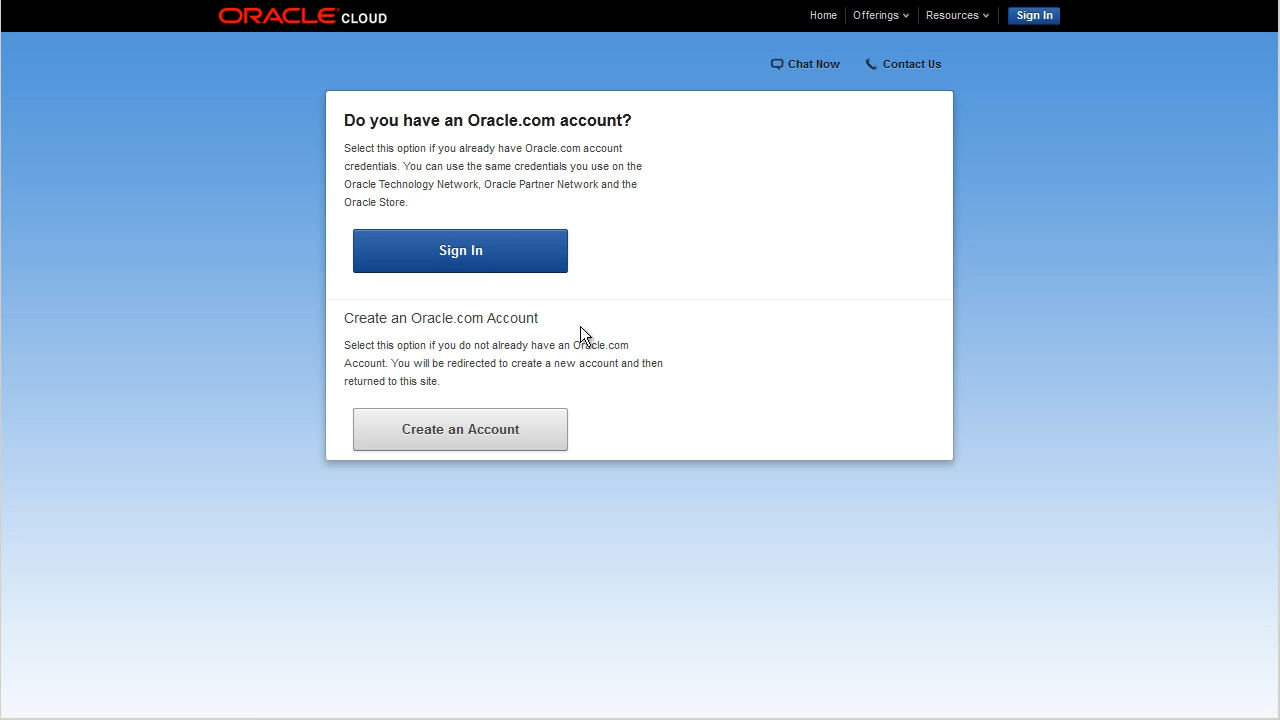 ORACLE CLOUD
Home Offerings Resources Sign In
Chat Now Contact Us
Do you have an Oracle.com account?
Select this option if you already have Oracle.com account
credentials. You can use the same credentials you use on the
Oracle Technology Network, Oracle Partner Network and the
Oracle Store.
Sign In
Create an Oracle.com Account
Select this option if you do not already have an Oracle.com
Account. You will be redirected to create a new account and then
returned to this site.
Create an Account